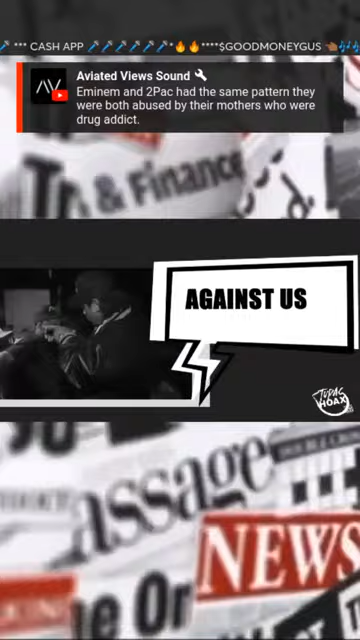 *** CASH APP ****$GOODMONEYGUS
Aviated Views Sound
Eminem and 2Pac had the same pattern they
were both abused by their mothers who were
drug addict.
& Finance
AGAINST US
TUPAC
HOAX
assage
NEWS
e Or